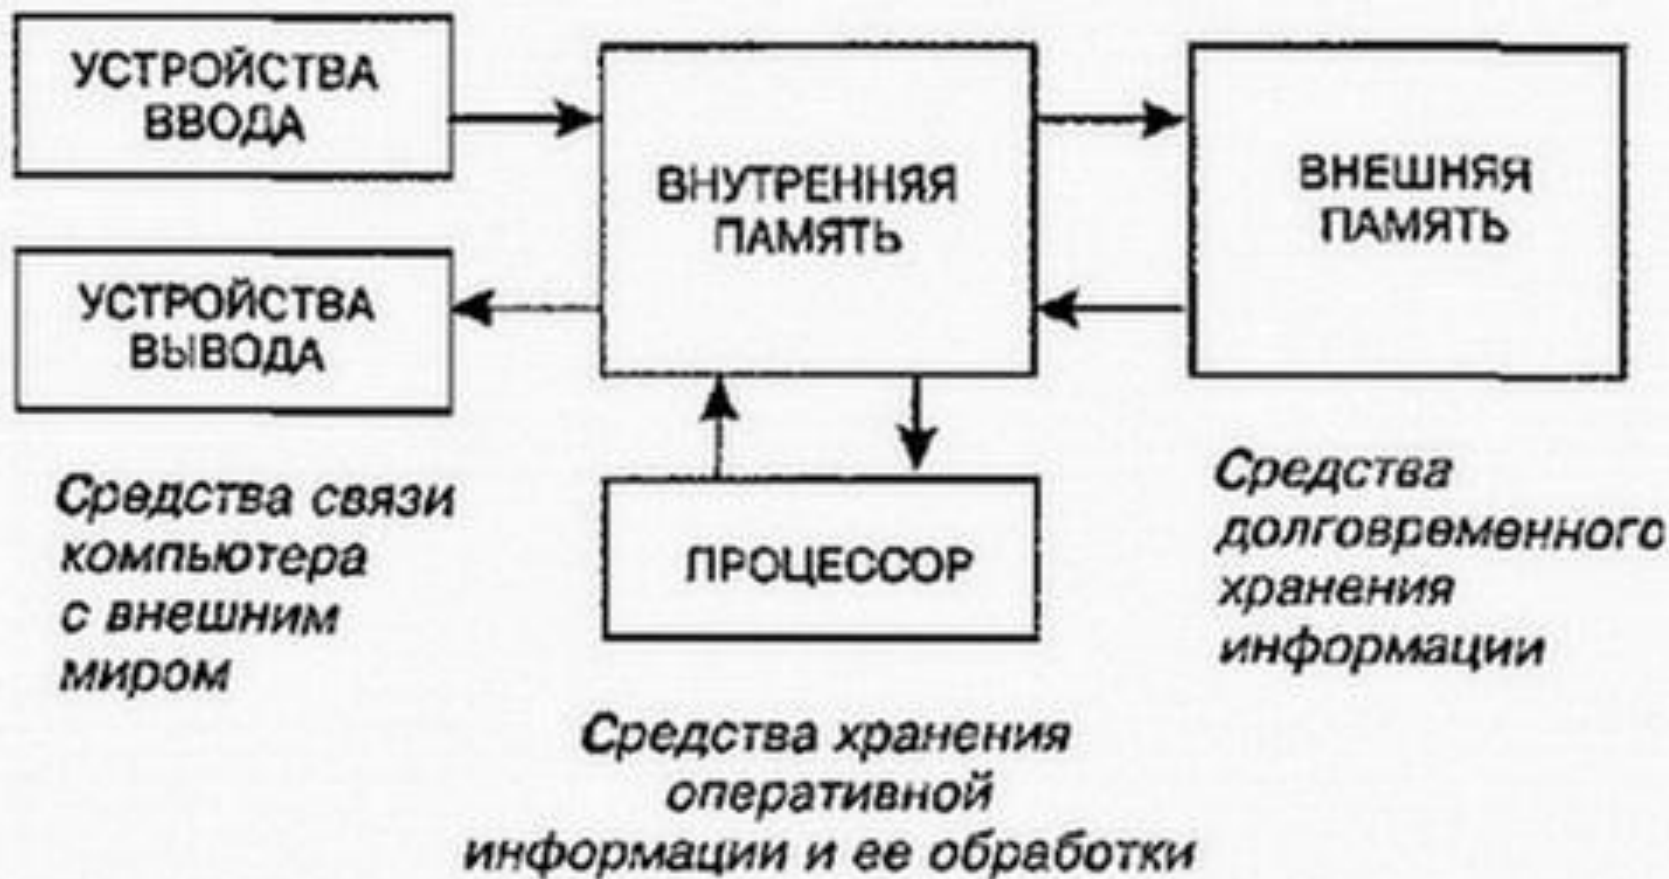 УСТРОЙСТВА
ВВОДА
УСТРОЙСТВА
ВЫВОДА
ВНУТРЕННЯЯ
ПАМЯТЬ
ВНЕШНЯЯ
ПАМЯТЬ
ПРОЦЕССОР
Средства связи
компьютера
с внешним
миром
Средства хранения
оперативной
информации и ее обработки
Средства
долговременного
хранения
информации